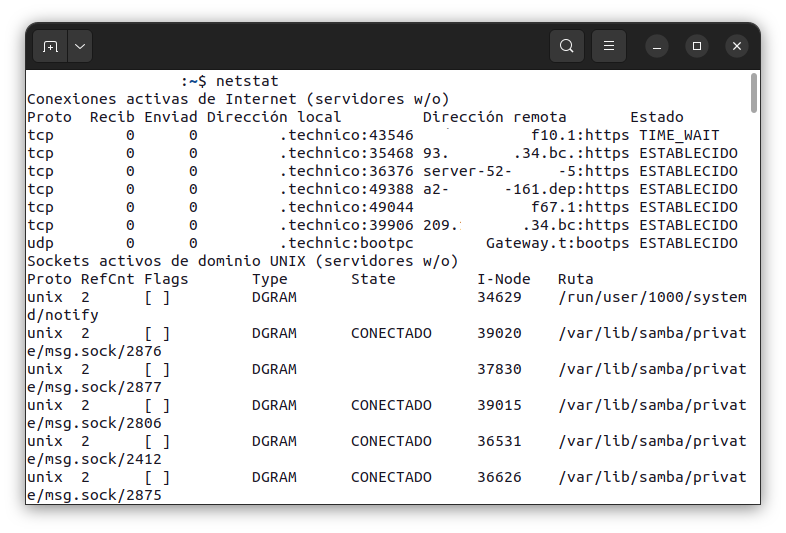 :~$ netstat
Conexiones activas de Internet (servidores w/o)
Proto  Recib Enviad Dirección local         Dirección remota       Estado
tcp        0      0         .technico:43546             f10.1:https TIME_WAIT
tcp        0      0         .technico:35468 93.       .34.bc.:https ESTABLECIDO
tcp        0      0         .technico:36376 server-52-     -5:https ESTABLECIDO
tcp        0      0         .technico:49388 a2-      -161.dep:https ESTABLECIDO
tcp        0      0         .technico:49044             f67.1:https ESTABLECIDO
tcp        0      0         .technico:39906 209.       .34.bc:https ESTABLECIDO
udp        0      0         .technic:bootpc        Gateway.t:bootps ESTABLECIDO
Sockets activos de dominio UNIX (servidores w/o)
Proto RefCnt Flags       Type       State         I-Node   Ruta
unix  2      [ ]         DGRAM                    34629    /run/user/1000/system
d/notify
unix  2      [ ]         DGRAM      CONECTADO     39020    /var/lib/samba/privat
e/msg.sock/2876
unix  2      [ ]         DGRAM                    37830    /var/lib/samba/privat
e/msg.sock/2877
unix  2      [ ]         DGRAM      CONECTADO     39015    /var/lib/samba/privat
e/msg.sock/2806
unix  2      [ ]         DGRAM      CONECTADO     36531    /var/lib/samba/privat
e/msg.sock/2412
unix  2      [ ]         DGRAM      CONECTADO     36626    /var/lib/samba/privat
e/msg.sock/2875